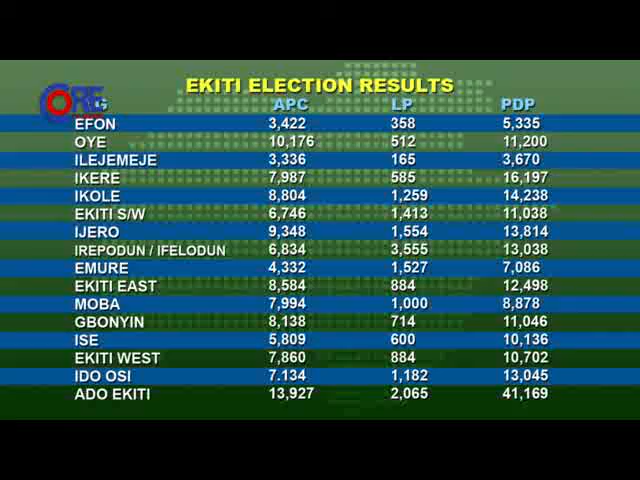 EKITI ELECTION RESULTS
CORE
G APC LP PDP
EFON 3,422 358 5,335
OYE 10,176 512 11,200
ILEJEMEJE 3,336 165 3,670
IKERE 7,987 585 16,197
IKOLE 8,804 1,259 14,238
EKITI S/W 6,746 1,413 11,038
IJERO 9,348 1,554 13,814
IREPODUN / IFELODUN 6,834 3,555 13,038
EMURE 4,332 1,527 7,086
EKITI EAST 8,584 884 12,498
MOBA 7,994 1,000 8,878
GBONYIN 8,138 714 11,046
ISE 5,809 600 10,136
EKITI WEST 7,860 884 10,702
IDO OSI 7.134 1,182 13,045
ADO EKITI 13,927 2,065 41,169